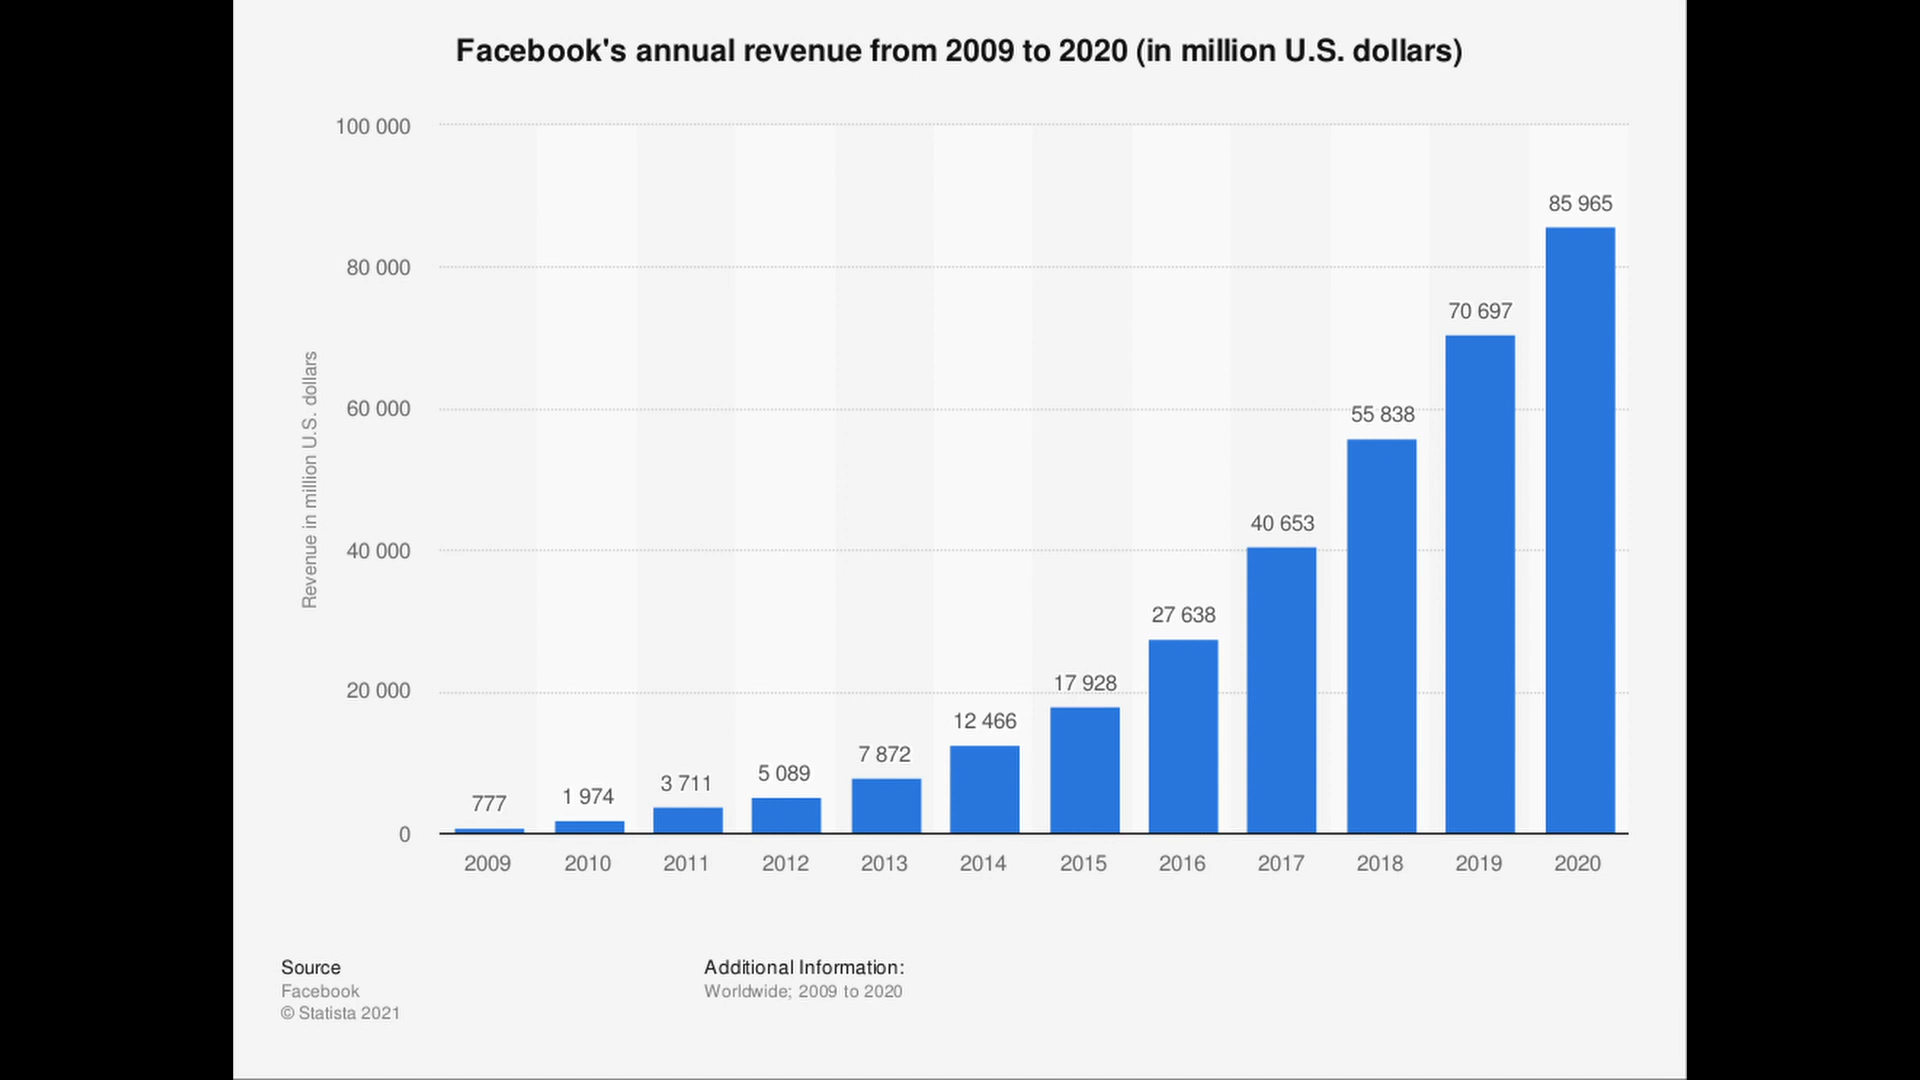 Facebook's annual revenue from 2009 to 2020 (in million U.S. dollars)
Revenue in million U.S. dollars
100 000
80 000
60 000
40 000
20 000
0
777
1 974
3 711
5 089
7 872
12 466
17 928
27 638
40 653
55 838
70 697
85 965
2009 2010 2011 2012 2013 2014 2015 2016 2017 2018 2019 2020
Source
Facebook
© Statista 2021
Additional Information:
Worldwide; 2009 to 2020